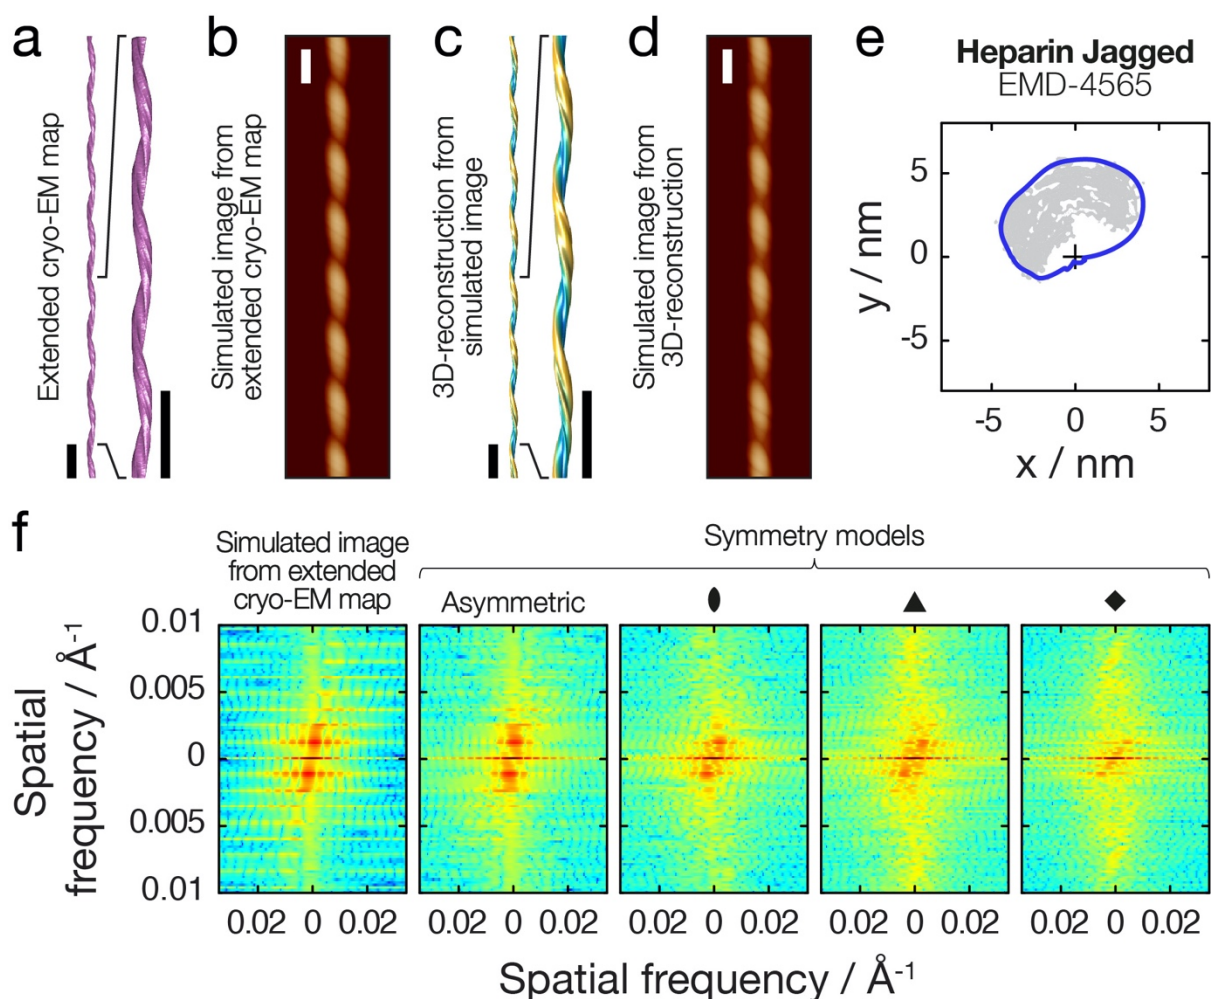 a
Extended cryo-EM map
b
Simulated image from
extended cryo-EM map
c
3D-reconstruction from
simulated image
d
Simulated image from
3D-reconstruction
e
Heparin Jagged
EMD-4565
y / nm
5
0
-5
-5 0 5
x / nm
f
Simulated image
from extended
cryo-EM map
Symmetry models
Asymmetric
Spatial
frequency / Å-1
0.01
0.005
0
0.005
0.01
0.02 0 0.02 0.02 0 0.02 0.02 0 0.02 0.02 0 0.02 0.02 0 0.02
Spatial frequency / Å-1